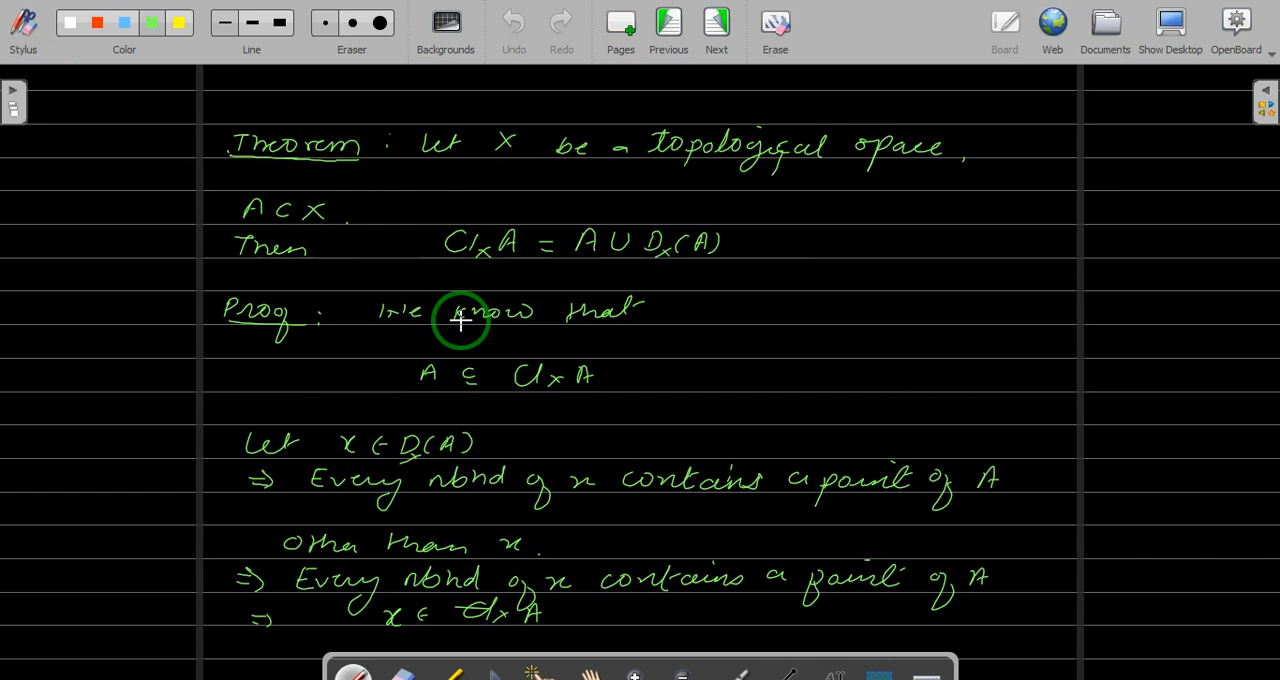 Stylus Color Line Eraser Backgrounds Undo Redo Pages Previous Next Erase Board Web Documents Show Desktop OpenBoard
Theorem : Let X be a topological space,
A ⊂ X.
Then Cl_X A = A ∪ D_X(A)
Proof : We know that
A ⊆ Cl_X A
Let x ∈ D_X(A)
⇒ Every nbhd of x contains a point of A
other than x.
⇒ Every nbhd of x contains a point of A
⇒ x ∈ Cl_X A